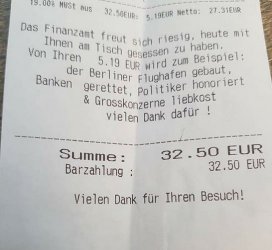 19.00% MWSt aus 32.50EUR: 5.19EUR Netto: 27.31EUR
Das Finanzamt freut sich riesig, heute mit
Ihnen am Tisch gesessen zu haben.
Von Ihren 5.19 EUR wird zum Beispiel:
der Berliner Flughafen gebaut,
Banken gerettet, Politiker honoriert
& Grosskonzerne liebkost
vielen Dank dafür !
Summe: 32.50 EUR
Barzahlung : 32.50 EUR
Vielen Dank für Ihren Besuch!